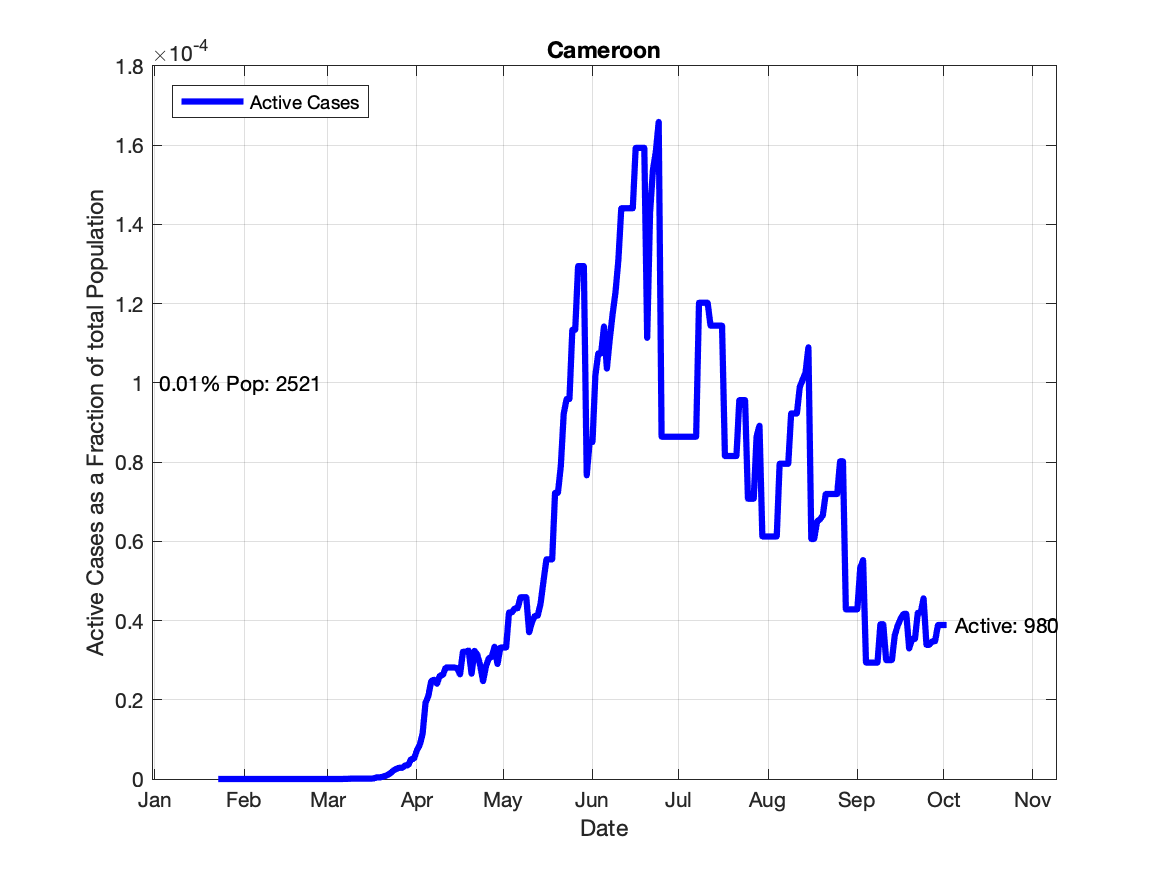 Cameroon
×10^-4
1.8
1.6
1.4
1.2
1
0.8
0.6
0.4
0.2
0
Active Cases as a Fraction of total Population
Active Cases
0.01% Pop: 2521
Active: 980
Jan Feb Mar Apr May Jun Jul Aug Sep Oct Nov
Date